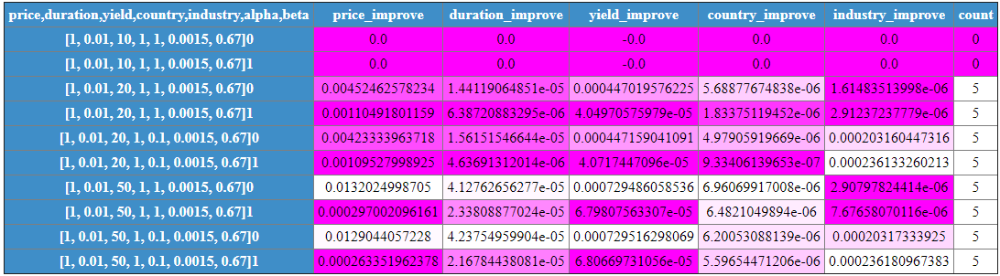 price,duration,yield,country,industry,alpha,beta price_improve duration_improve yield_improve country_improve industry_improve count
[1, 0.01, 10, 1, 1, 0.0015, 0.67]0 0.0 0.0 -0.0 0.0 0.0 0
[1, 0.01, 10, 1, 1, 0.0015, 0.67]1 0.0 0.0 -0.0 0.0 0.0 0
[1, 0.01, 20, 1, 1, 0.0015, 0.67]0 0.00452462578234 1.44119064851e-05 0.000447019576225 5.68877674838e-06 1.61483513998e-06 5
[1, 0.01, 20, 1, 1, 0.0015, 0.67]1 0.00110491801159 6.38720883295e-06 4.04970575979e-05 1.83375119452e-06 2.91237237779e-06 5
[1, 0.01, 20, 1, 0.1, 0.0015, 0.67]0 0.00423333963718 1.56151546644e-05 0.000447159041091 4.97905919669e-06 0.000203160447316 5
[1, 0.01, 20, 1, 0.1, 0.0015, 0.67]1 0.00109527998925 4.63691312014e-06 4.0717447096e-05 9.33406139653e-07 0.000236133260213 5
[1, 0.01, 50, 1, 1, 0.0015, 0.67]0 0.0132024998705 4.12762656277e-05 0.000729486058536 6.96069917008e-06 2.90797824414e-06 5
[1, 0.01, 50, 1, 1, 0.0015, 0.67]1 0.000297002096161 2.33808877024e-05 6.79807563307e-05 6.4821049894e-06 7.67658070116e-06 5
[1, 0.01, 50, 1, 0.1, 0.0015, 0.67]0 0.0129044057228 4.23754959904e-05 0.000729516298069 6.20053088139e-06 0.00020317333925 5
[1, 0.01, 50, 1, 0.1, 0.0015, 0.67]1 0.000263351962378 2.16784438081e-05 6.80669731056e-05 5.59654471206e-06 0.000236180967383 5